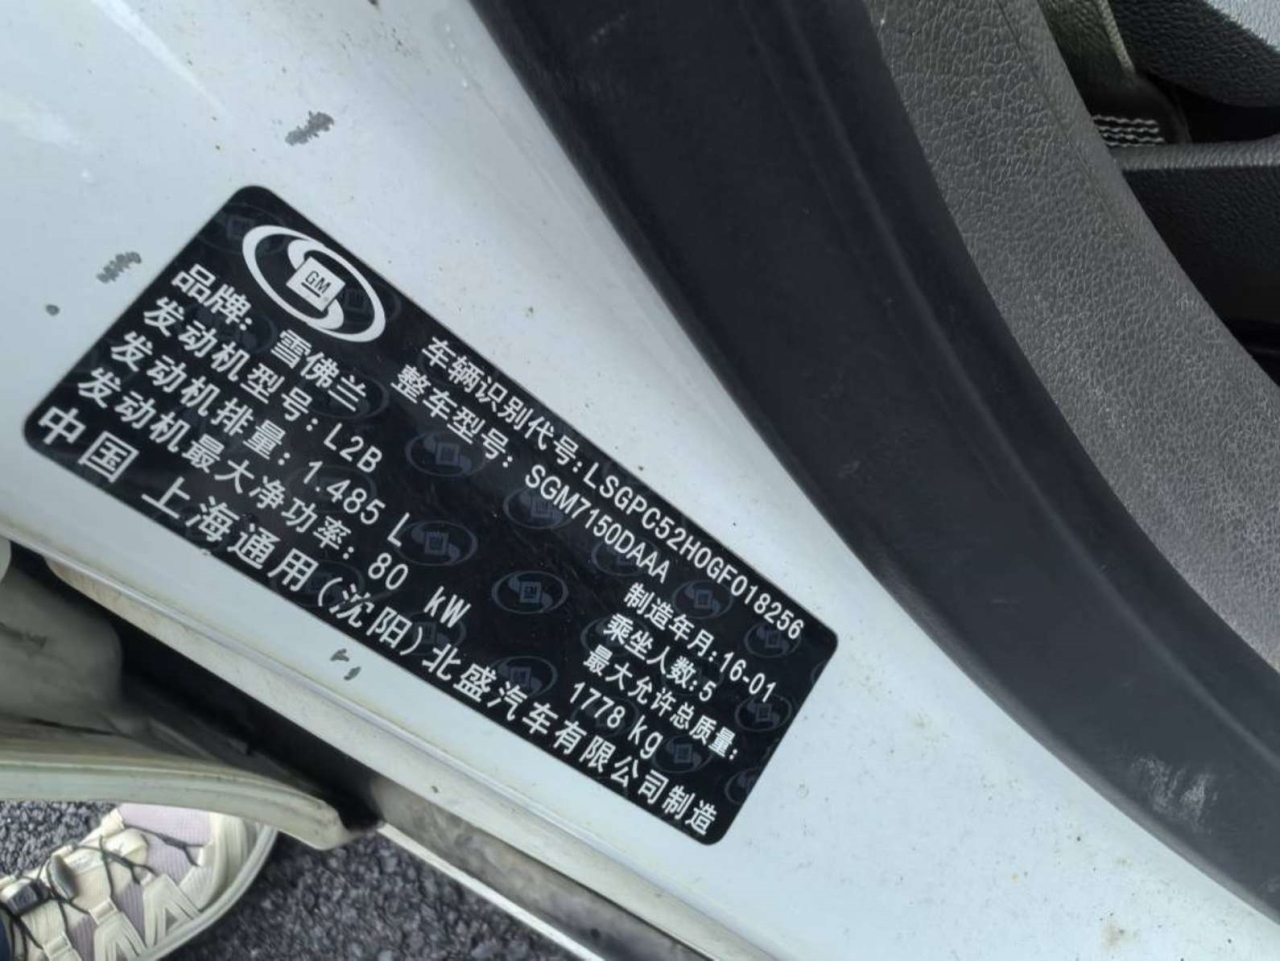 GM
品牌: 雪佛兰
车辆识别代号: LSGPC52H0GF018256
发动机型号: L2B
整车型号: SGM7150DAAA
发动机排量: 1.485 L
制造年月: 16-01
发动机最大净功率: 80 kW
乘坐人数: 5
最大允许总质量: 1778 kg
中国 上海通用(沈阳)北盛汽车有限公司制造